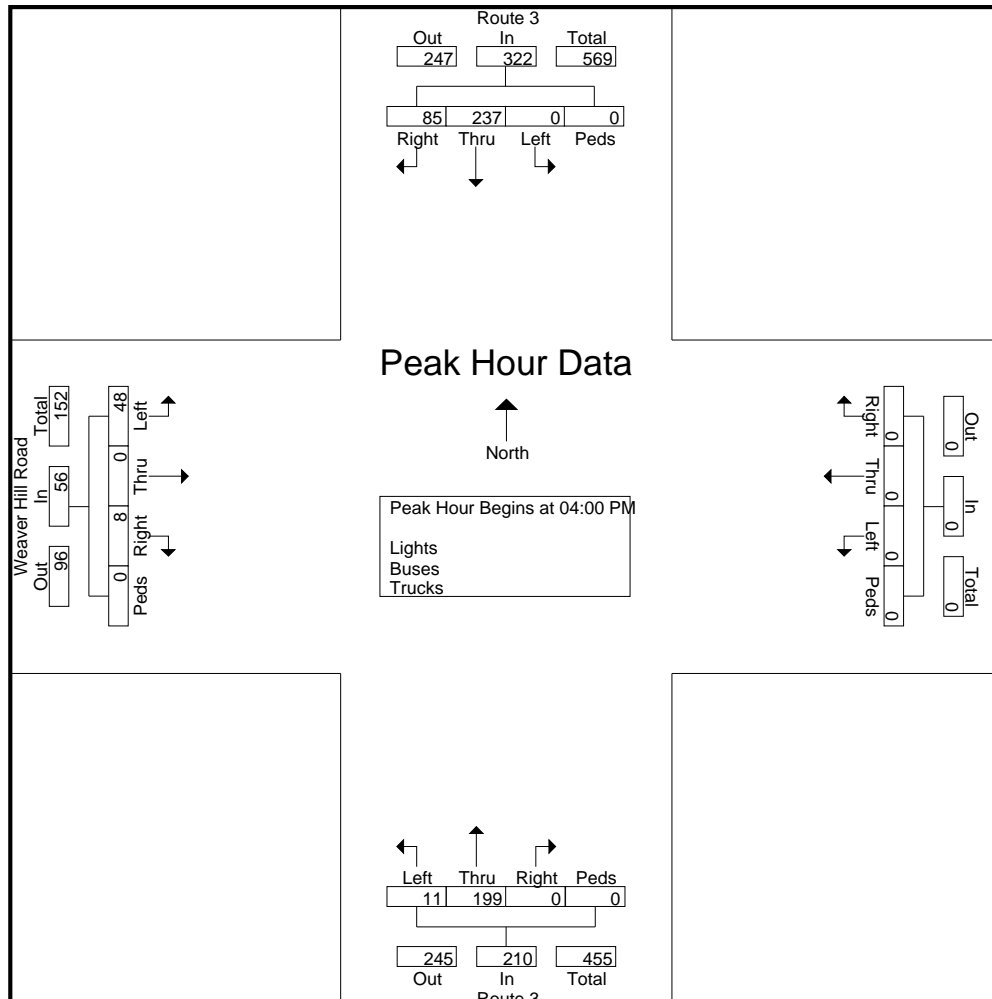 Route 3
Out In Total
247 322 569
85 237 0 0
Right Thru Left Peds
Peak Hour Data
North
Peak Hour Begins at 04:00 PM
Lights
Buses
Trucks
Weaver Hill Road
Out In Total
96 56 152
Left Thru Right Peds
48 0 8 0
Out In Total
0 0 0
Right Thru Left Peds
0 0 0 0
Left Thru Right Peds
11 199 0 0
245 210 455
Out In Total
Route 3